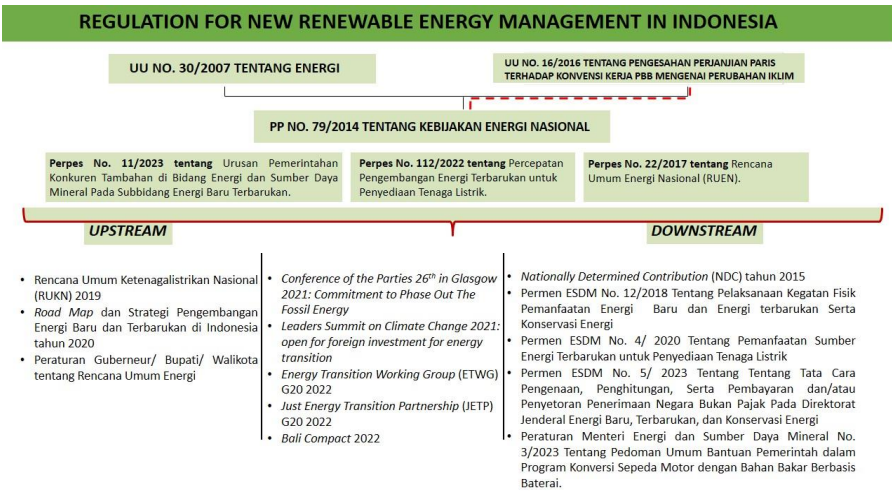 REGULATION FOR NEW RENEWABLE ENERGY MANAGEMENT IN INDONESIA
UU NO. 30/2007 TENTANG ENERGI
UU NO. 16/2016 TENTANG PENGESAHAN PERJANJIAN PARIS
TERHADAP KONVENSI KERJA PBB MENGENAI PERUBAHAN IKLIM
PP NO. 79/2014 TENTANG KEBIJAKAN ENERGI NASIONAL
Perpes No. 11/2023 tentang Urusan Pemerintahan
Konkuren Tambahan di Bidang Energi dan Sumber Daya
Mineral Pada Subbidang Energi Baru Terbarukan.
Perpes No. 112/2022 tentang Percepatan
Pengembangan Energi Terbarukan untuk
Penyediaan Tenaga Listrik.
Perpes No. 22/2017 tentang Rencana
Umum Energi Nasional (RUEN).
UPSTREAM
DOWNSTREAM
• Rencana Umum Ketenagalistrikan Nasional
(RUKN) 2019
• Road Map dan Strategi Pengembangan
Energi Baru dan Terbarukan di Indonesia
tahun 2020
• Peraturan Guberneur/ Bupati/ Walikota
tentang Rencana Umum Energi
• Conference of the Parties 26th in Glasgow
2021: Commitment to Phase Out The
Fossil Energy
• Leaders Summit on Climate Change 2021:
open for foreign investment for energy
transition
• Energy Transition Working Group (ETWG)
G20 2022
• Just Energy Transition Partnership (JETP)
G20 2022
• Bali Compact 2022
• Nationally Determined Contribution (NDC) tahun 2015
• Permen ESDM No. 12/2018 Tentang Pelaksanaan Kegatan Fisik
Pemanfaatan Energi Baru dan Energi terbarukan Serta
Konservasi Energi
• Permen ESDM No. 4/ 2020 Tentang Pemanfaatan Sumber
Energi Terbarukan untuk Penyediaan Tenaga Listrik
• Permen ESDM No. 5/ 2023 Tentang Tentang Tata Cara
Pengenaan, Penghitungan, Serta Pembayaran dan/atau
Penyetoran Penerimaan Negara Bukan Pajak Pada Direktorat
Jenderal Energi Baru, Terbarukan, dan Konservasi Energi
• Peraturan Menteri Energi dan Sumber Daya Mineral No.
3/2023 Tentang Pedoman Umum Bantuan Pemerintah dalam
Program Konversi Sepeda Motor dengan Bahan Bakar Berbasis
Baterai.